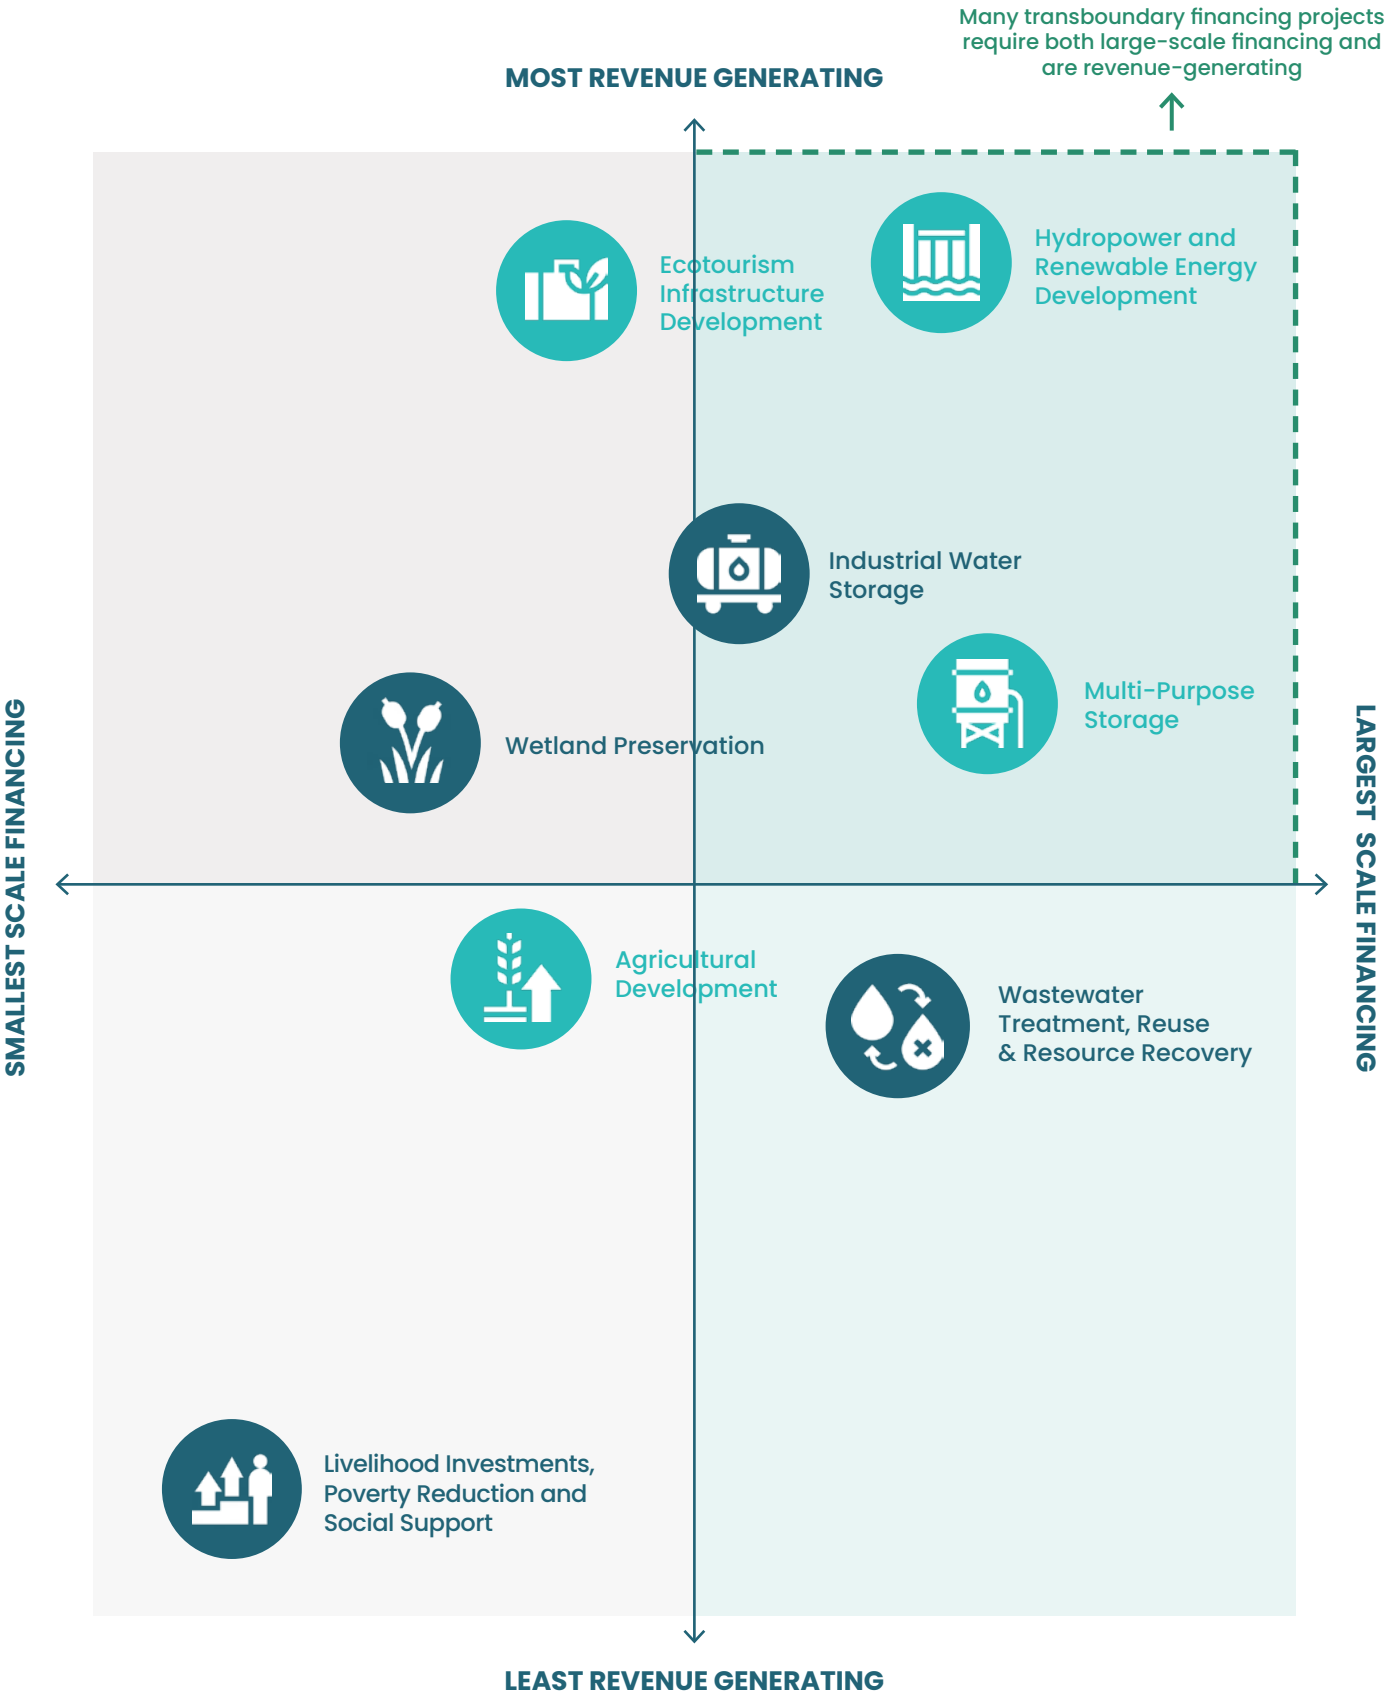 Many transboundary financing projects
require both large-scale financing and
are revenue-generating
MOST REVENUE GENERATING
Ecotourism
Infrastructure
Development
Hydropower and
Renewable Energy
Development
Industrial Water
Storage
Multi-Purpose
Storage
Wetland Preservation
SMALLEST SCALE FINANCING
LARGEST SCALE FINANCING
Agricultural
Development
Wastewater
Treatment, Reuse
& Resource Recovery
Livelihood Investments,
Poverty Reduction and
Social Support
LEAST REVENUE GENERATING